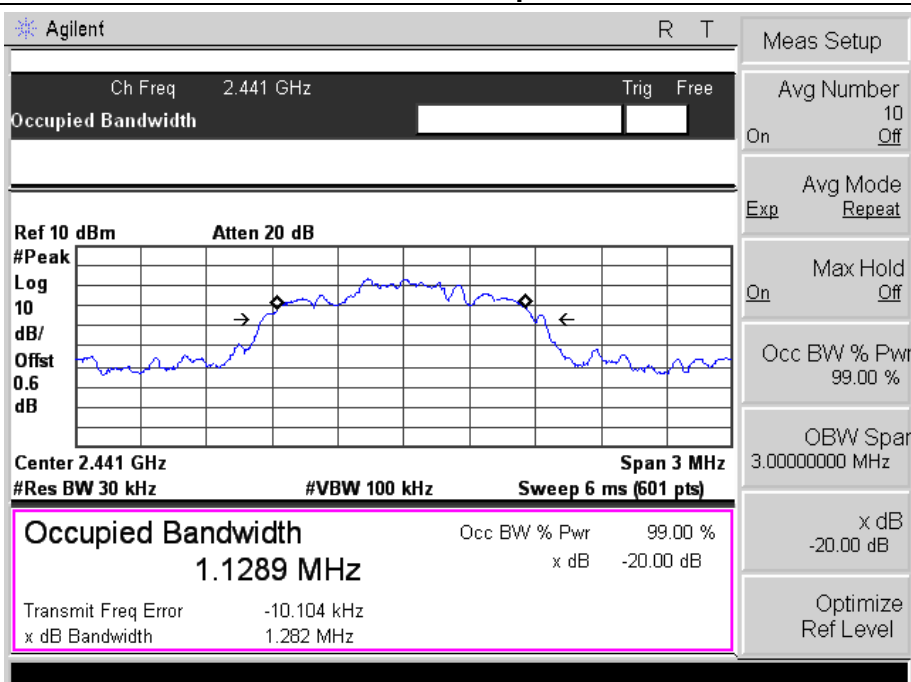 Agilent R T
Ch Freq 2.441 GHz Trig Free
Occupied Bandwidth
Ref 10 dBm Atten 20 dB
#Peak
Log
10
dB/
Offst
0.6
dB
Center 2.441 GHz Span 3 MHz
#Res BW 30 kHz #VBW 100 kHz Sweep 6 ms (601 pts)
Occupied Bandwidth
1.1289 MHz
Occ BW % Pwr 99.00 %
x dB -20.00 dB
Transmit Freq Error -10.104 kHz
x dB Bandwidth 1.282 MHz
Meas Setup
Avg Number
10
On Off
Avg Mode
Exp Repeat
Max Hold
On Off
Occ BW % Pwr
99.00 %
OBW Span
3.00000000 MHz
x dB
-20.00 dB
Optimize
Ref Level